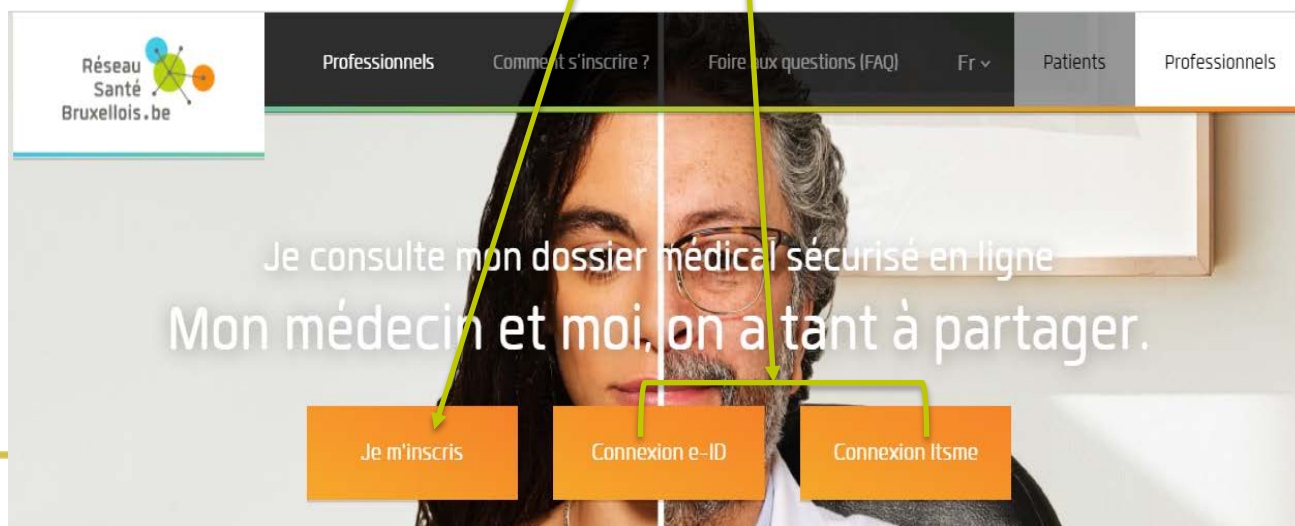 Réseau
Santé
Bruxellois.be
Professionnels Comment s'inscrire ? Foire aux questions (FAQ) Fr Patients Professionnels
Je consulte mon dossier médical sécurisé en ligne
Mon médecin et moi, on a tant à partager.
Je m'inscris Connexion e-ID Connexion Itsme